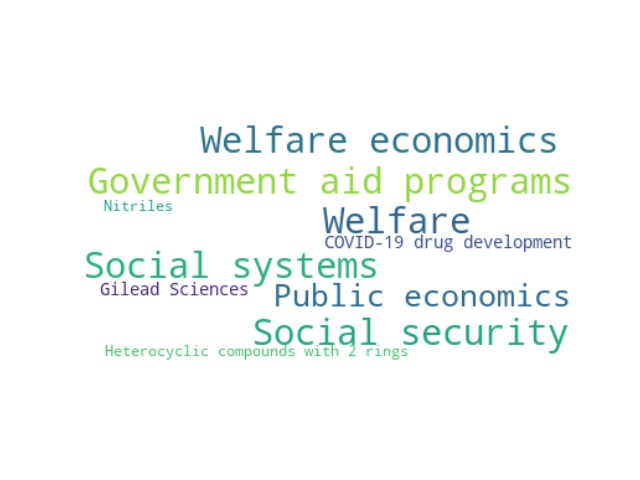 Welfare economics
Government aid programs
Nitriles
Welfare
COVID-19 drug development
Social systems
Gilead Sciences
Public economics
Social security
Heterocyclic compounds with 2 rings